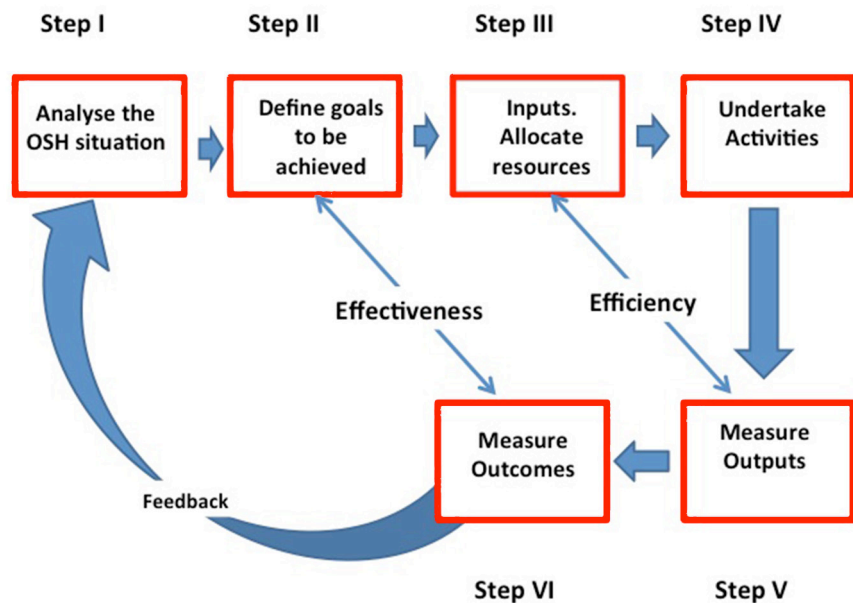 Step I
Step II
Step III
Step IV
Analyse the
OSH situation
Define goals
to be
achieved
Inputs.
Allocate
resources
Undertake
Activities
Effectiveness
Efficiency
Measure
Outputs
Measure
Outcomes
Feedback
Step VI
Step V